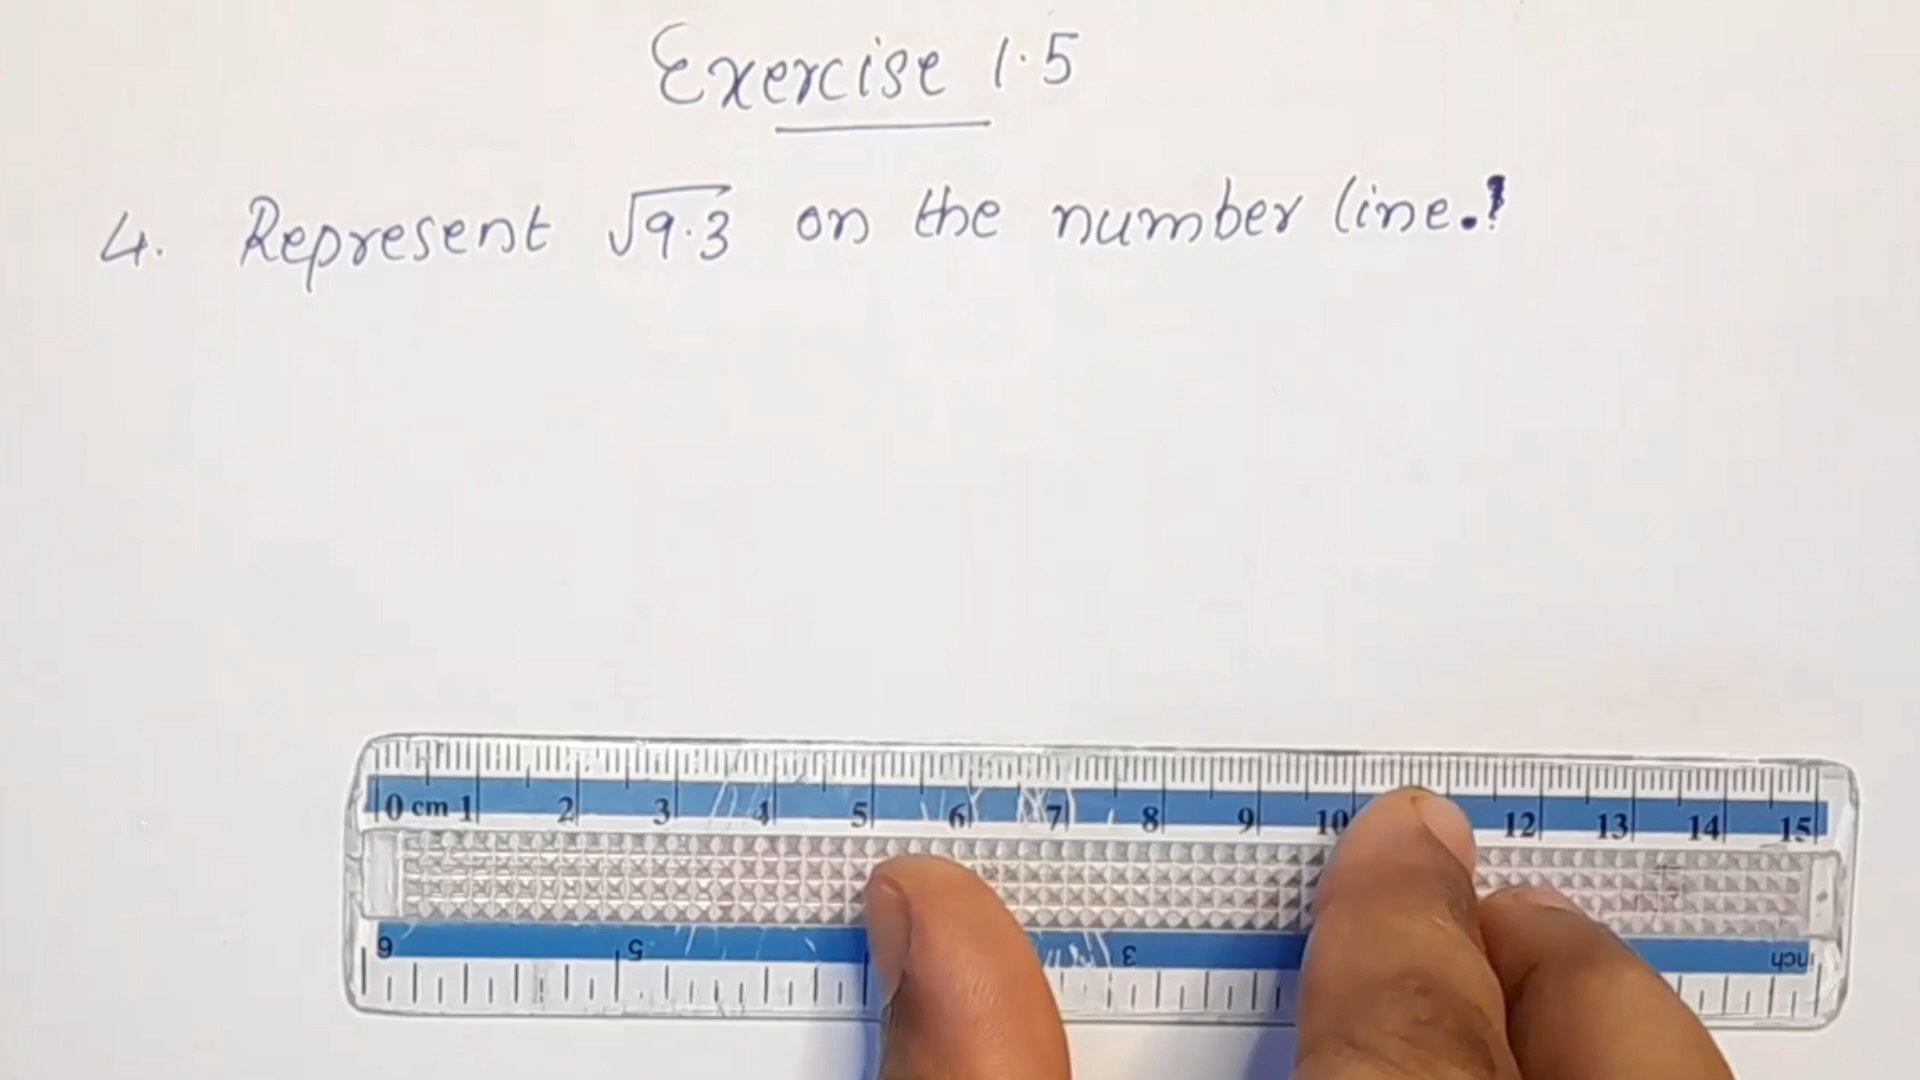 Exercise 1.5
4. Represent √9.3 on the number line.!
0 cm 1 2 3 4 5 6 7 8 9 10 12 13 14 15
6 5 3 inch